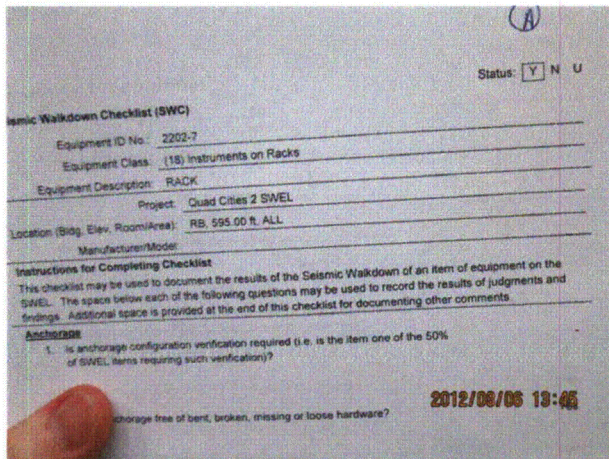 A
Status: Y N U
ismic Walkdown Checklist (SWC)
Equipment ID No.: 2202-7
Equipment Class: (18) Instruments on Racks
Equipment Description: RACK
Project: Quad Cities 2 SWEL
Location (Bldg, Elev, Room/Area): RB, 595.00 ft, ALL
Manufacturer/Model:
Instructions for Completing Checklist
This checklist may be used to document the results of the Seismic Walkdown of an item of equipment on the
SWEL. The space below each of the following questions may be used to record the results of judgments and
findings. Additional space is provided at the end of this checklist for documenting other comments.
Anchorage
1. Is anchorage configuration verification required (i.e. is the item one of the 50%
of SWEL items requiring such verification)?
chorage free of bent, broken, missing or loose hardware?